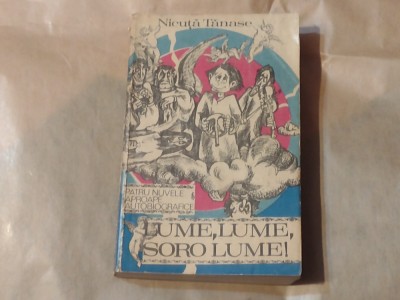 Nicuță Tănase
PATRU NUVELE
APROAPE
AUTOBIOGRAFICE
LUME, LUME,
SORO LUME!